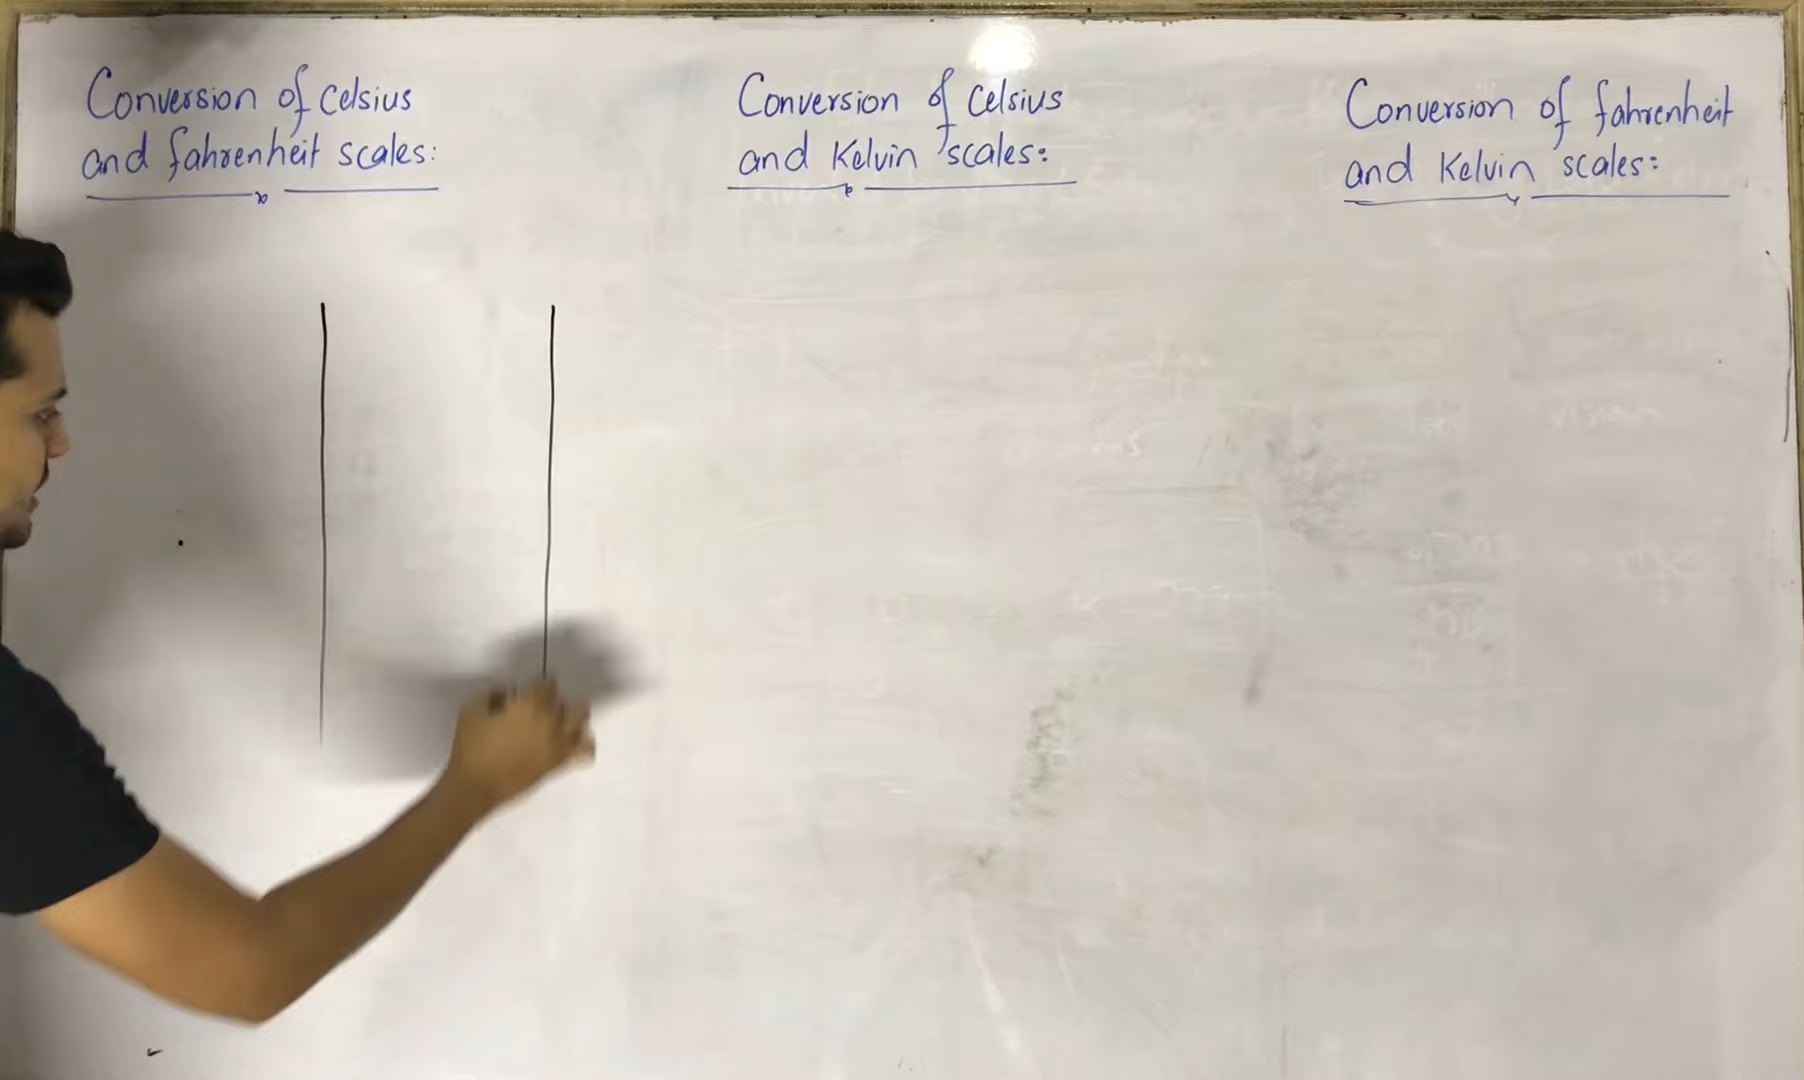 Conversion of Celsius
and fahrenheit scales:
Conversion of Celsius
and Kelvin scales:
Conversion of fahrenheit
and Kelvin scales: